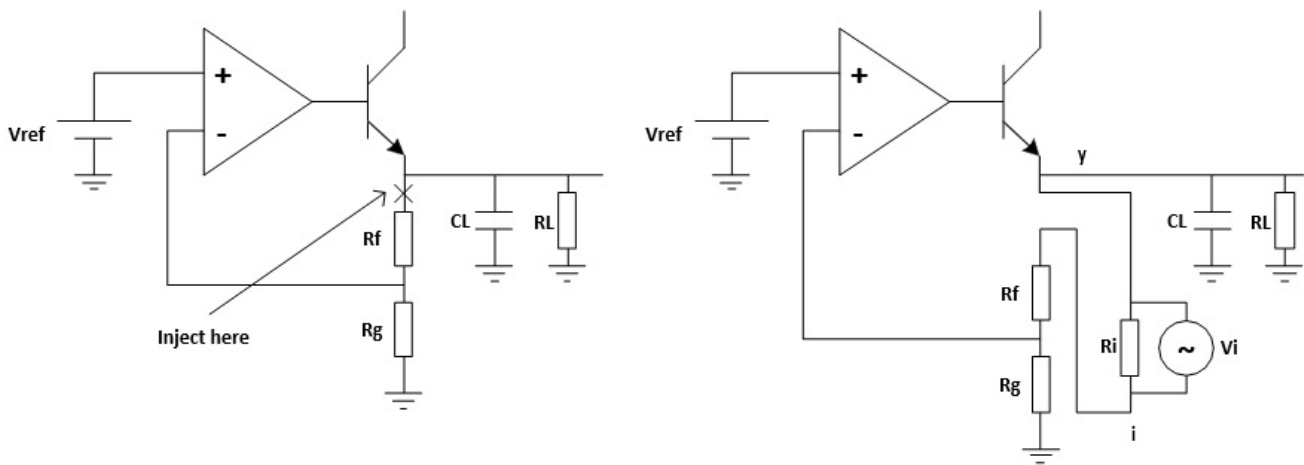 +
-
Vref
Inject here
Rf
Rg
CL
RL
+
-
Vref
y
CL
RL
Rf
Rg
Ri
~
Vi
i